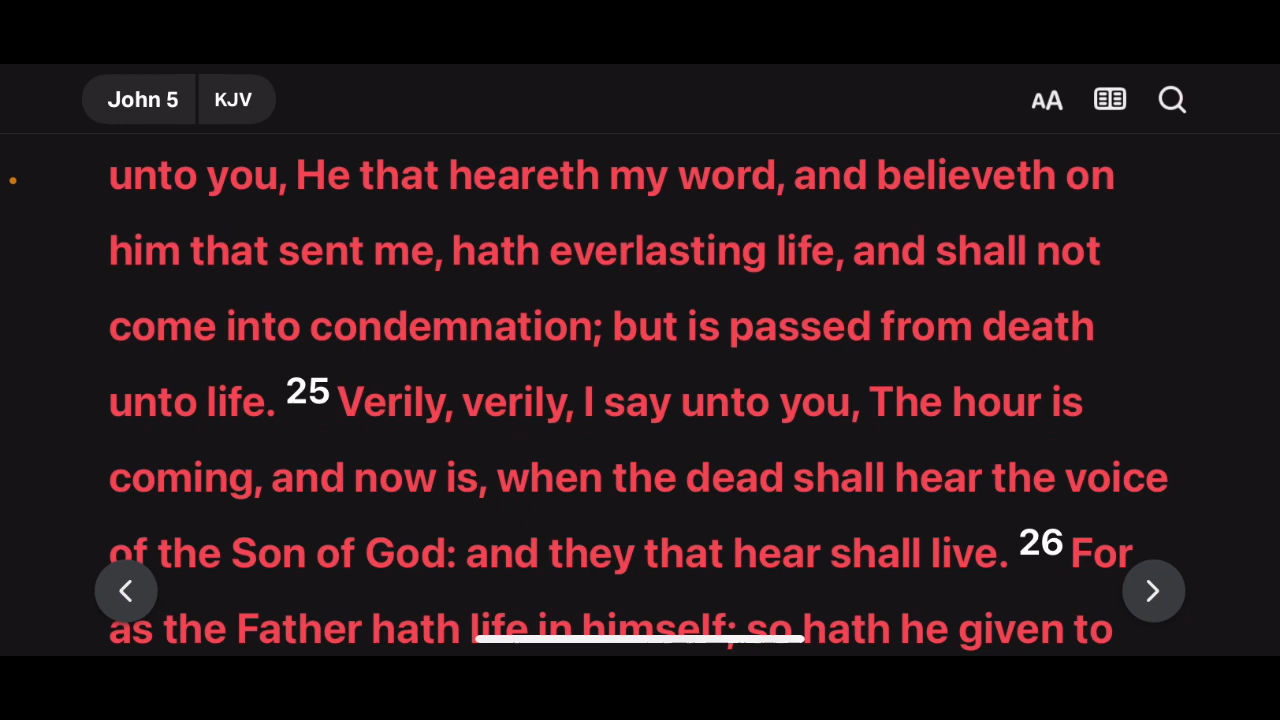 John 5 KJV AA
unto you, He that heareth my word, and believeth on
him that sent me, hath everlasting life, and shall not
come into condemnation; but is passed from death
unto life. 25 Verily, verily, I say unto you, The hour is
coming, and now is, when the dead shall hear the voice
of the Son of God: and they that hear shall live. 26 For
as the Father hath life in himself; so hath he given to